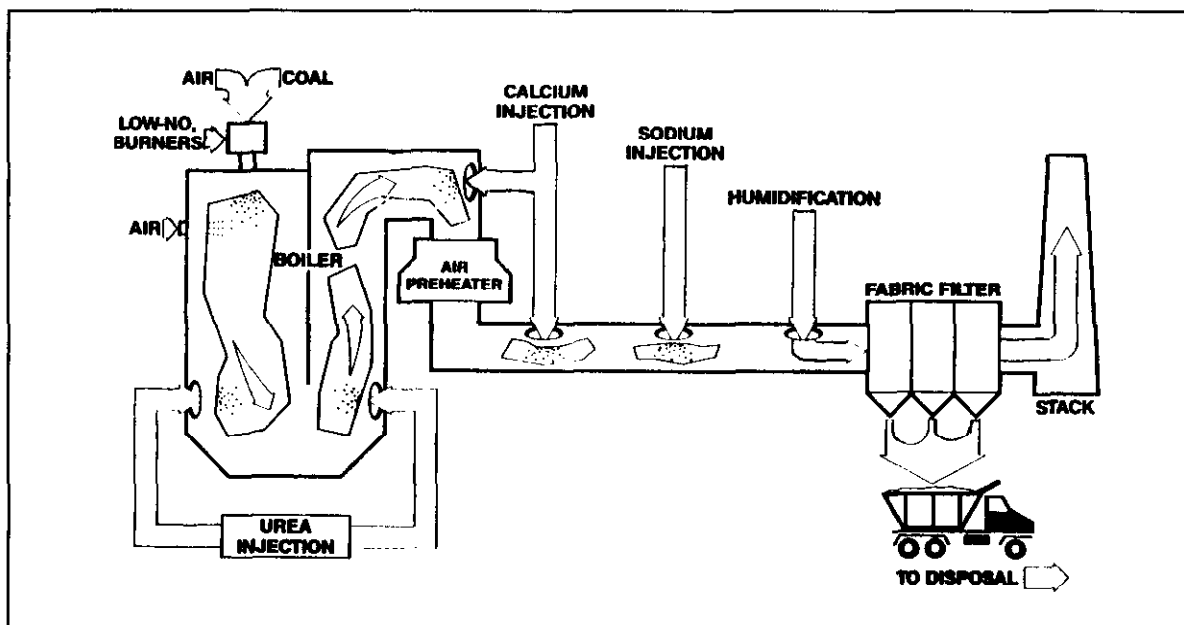 AIR
COAL
LOW-NO.
BURNERS
AIR
BOILER
AIR
PREHEATER
CALCIUM
INJECTION
SODIUM
INJECTION
HUMIDIFICATION
FABRIC FILTER
STACK
UREA
INJECTION
TO DISPOSAL